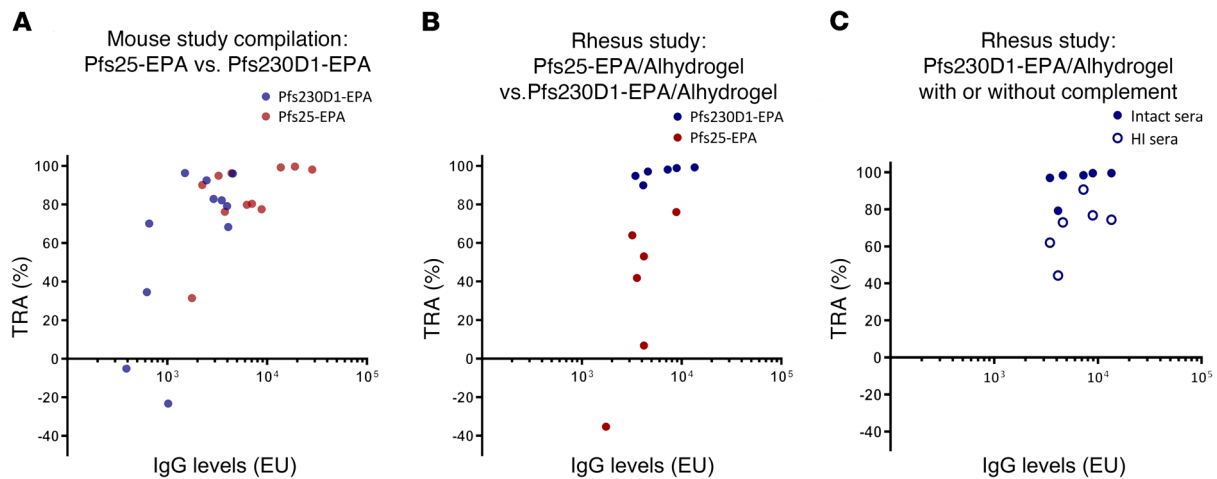 A
Mouse study compilation:
Pfs25-EPA vs. Pfs230D1-EPA
Pfs230D1-EPA
Pfs25-EPA
100
80
60
40
20
0
-20
-40
10³
10⁴
10⁵
TRA (%)
IgG levels (EU)
B
Rhesus study:
Pfs25-EPA/Alhydrogel
vs.Pfs230D1-EPA/Alhydrogel
Pfs230D1-EPA
Pfs25-EPA
100
80
60
40
20
0
-20
-40
10³
10⁴
10⁵
TRA (%)
IgG levels (EU)
C
Rhesus study:
Pfs230D1-EPA/Alhydrogel
with or without complement
Intact sera
HI sera
100
80
60
40
20
0
-20
-40
10³
10⁴
10⁵
TRA (%)
IgG levels (EU)